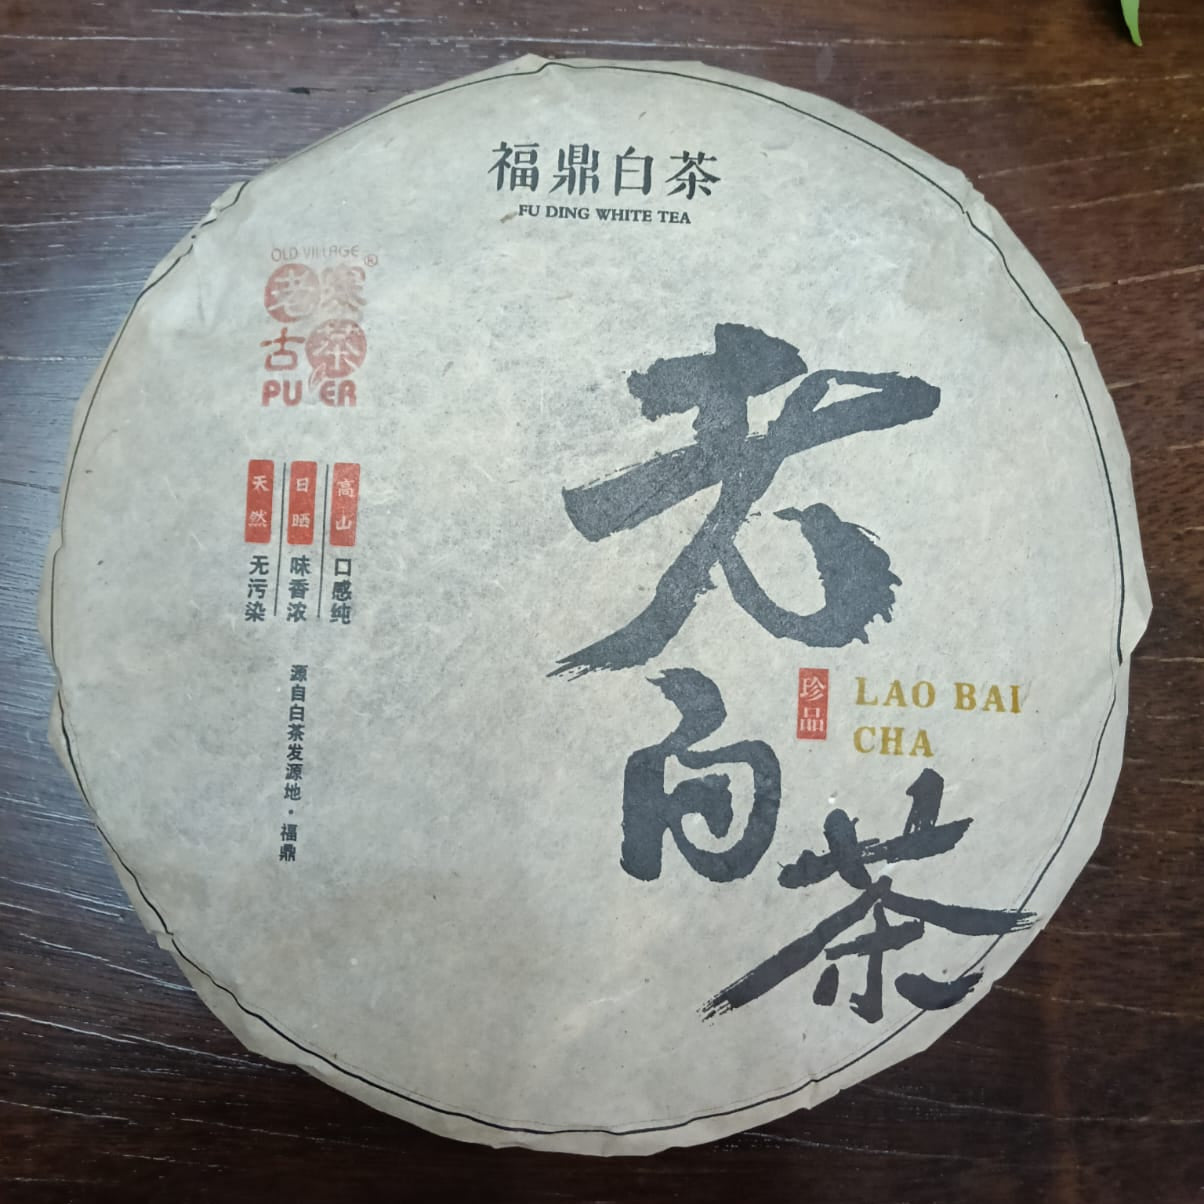 福鼎白茶
FU DING WHITE TEA
OLD VILLAGE
®
老寨
古茶
PU ER
高山 口感纯
日晒 味香浓
天然 无污染
源自白茶发源地·福鼎
老白茶
珍品
LAO BAI
CHA